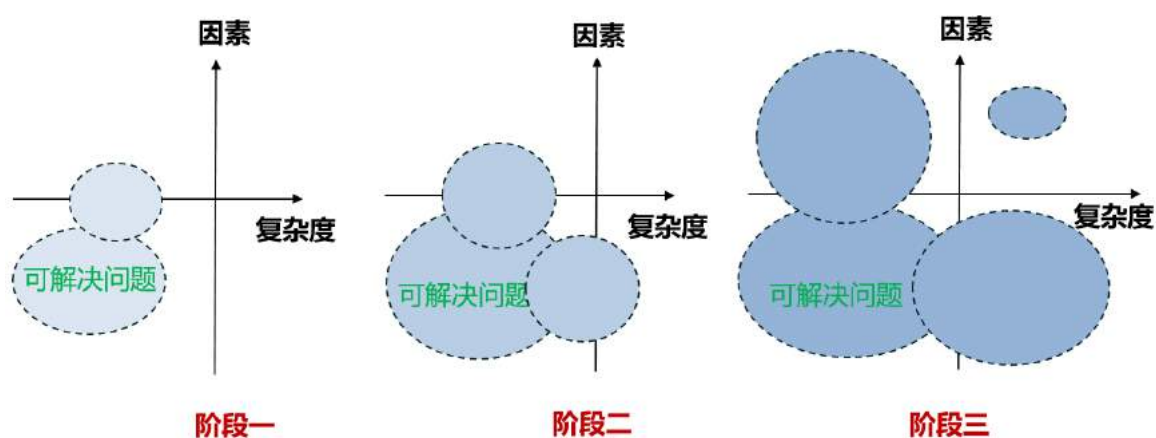 因素
复杂度
可解决问题
阶段一
因素
复杂度
可解决问题
阶段二
因素
复杂度
可解决问题
阶段三